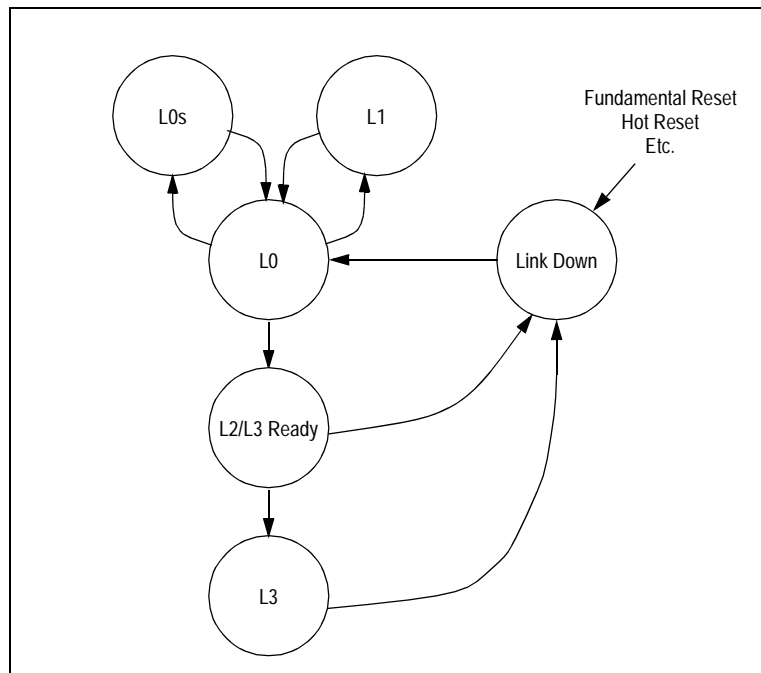 L0s
L1
Fundamental Reset
Hot Reset
Etc.
L0
Link Down
L2/L3 Ready
L3